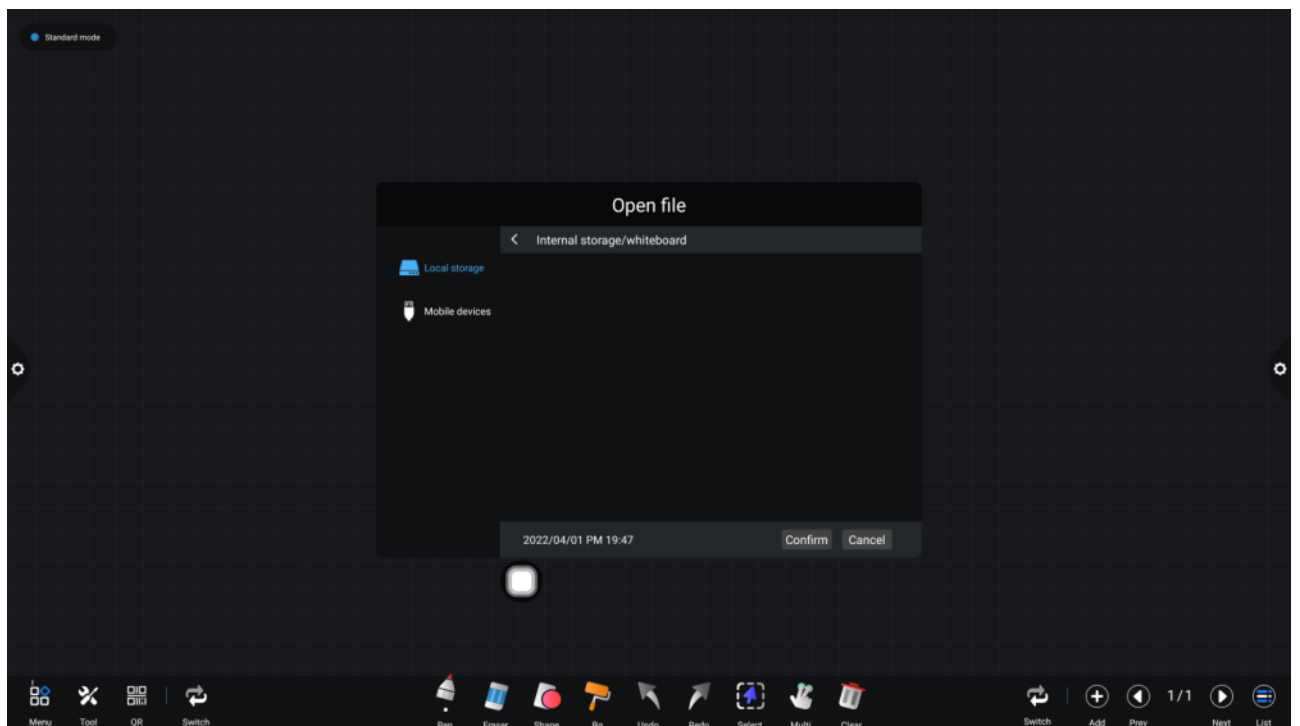 Standard mode
Open file
Internal storage/whiteboard
Local storage
Mobile devices
2022/04/01 PM 19:47
Confirm Cancel
1/1
Menu Tool QR Switch Pen Eraser Shape Bg Undo Redo Select Multi Clear Switch Add Prev Next List